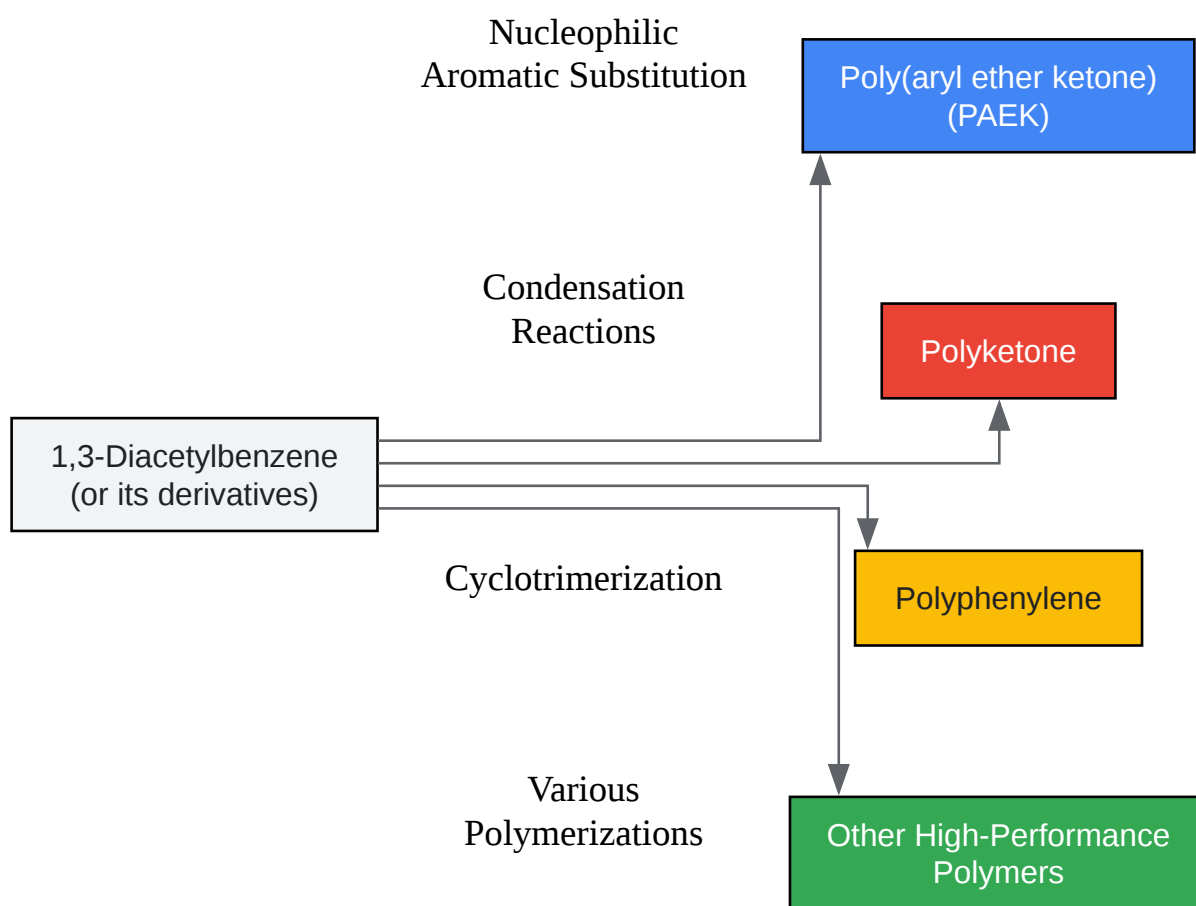 Nucleophilic
Aromatic Substitution
Poly(aryl ether ketone)
(PAEK)
Condensation
Reactions
Polyketone
1,3-Diacetylbenzene
(or its derivatives)
Cyclotrimerization
Polyphenylene
Various
Polymerizations
Other High-Performance
Polymers